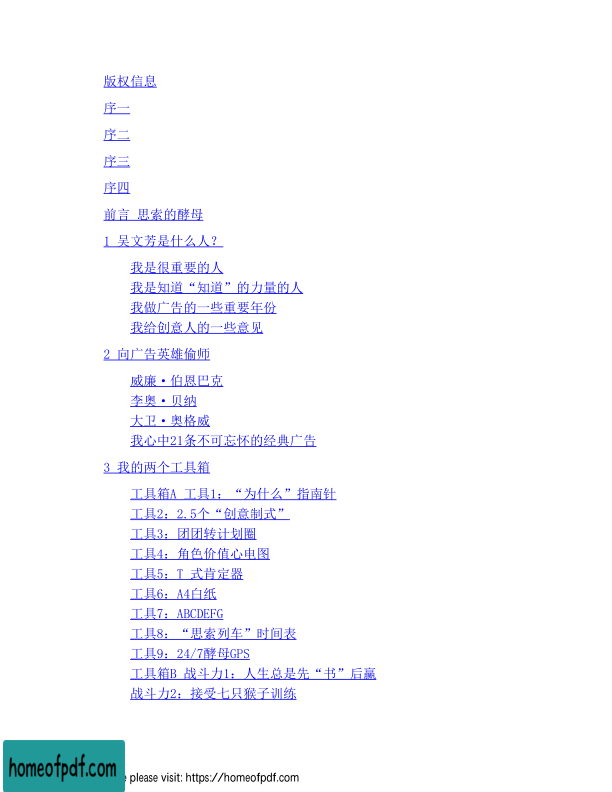 版权信息
序一
序二
序三
序四
前言 思索的酵母
1 吴文芳是什么人？
我是很重要的人
我是知道“知道”的力量的人
我做广告的一些重要年份
我给创意人的一些意见
2 向广告英雄偷师
威廉·伯恩巴克
李奥·贝纳
大卫·奥格威
我心中21条不可忘怀的经典广告
3 我的两个工具箱
工具箱A 工具1：“为什么”指南针
工具2：2.5个“创意制式”
工具3：团团转计划圈
工具4：角色价值心电图
工具5：T 式肯定器
工具6：A4白纸
工具7：ABCDEFG
工具8：“思索列车”时间表
工具9：24/7酵母GPS
工具箱B 战斗力1：人生总是先“书”后赢
战斗力2：接受七只猴子训练
homeofpdf.com
please visit: https://homeofpdf.com